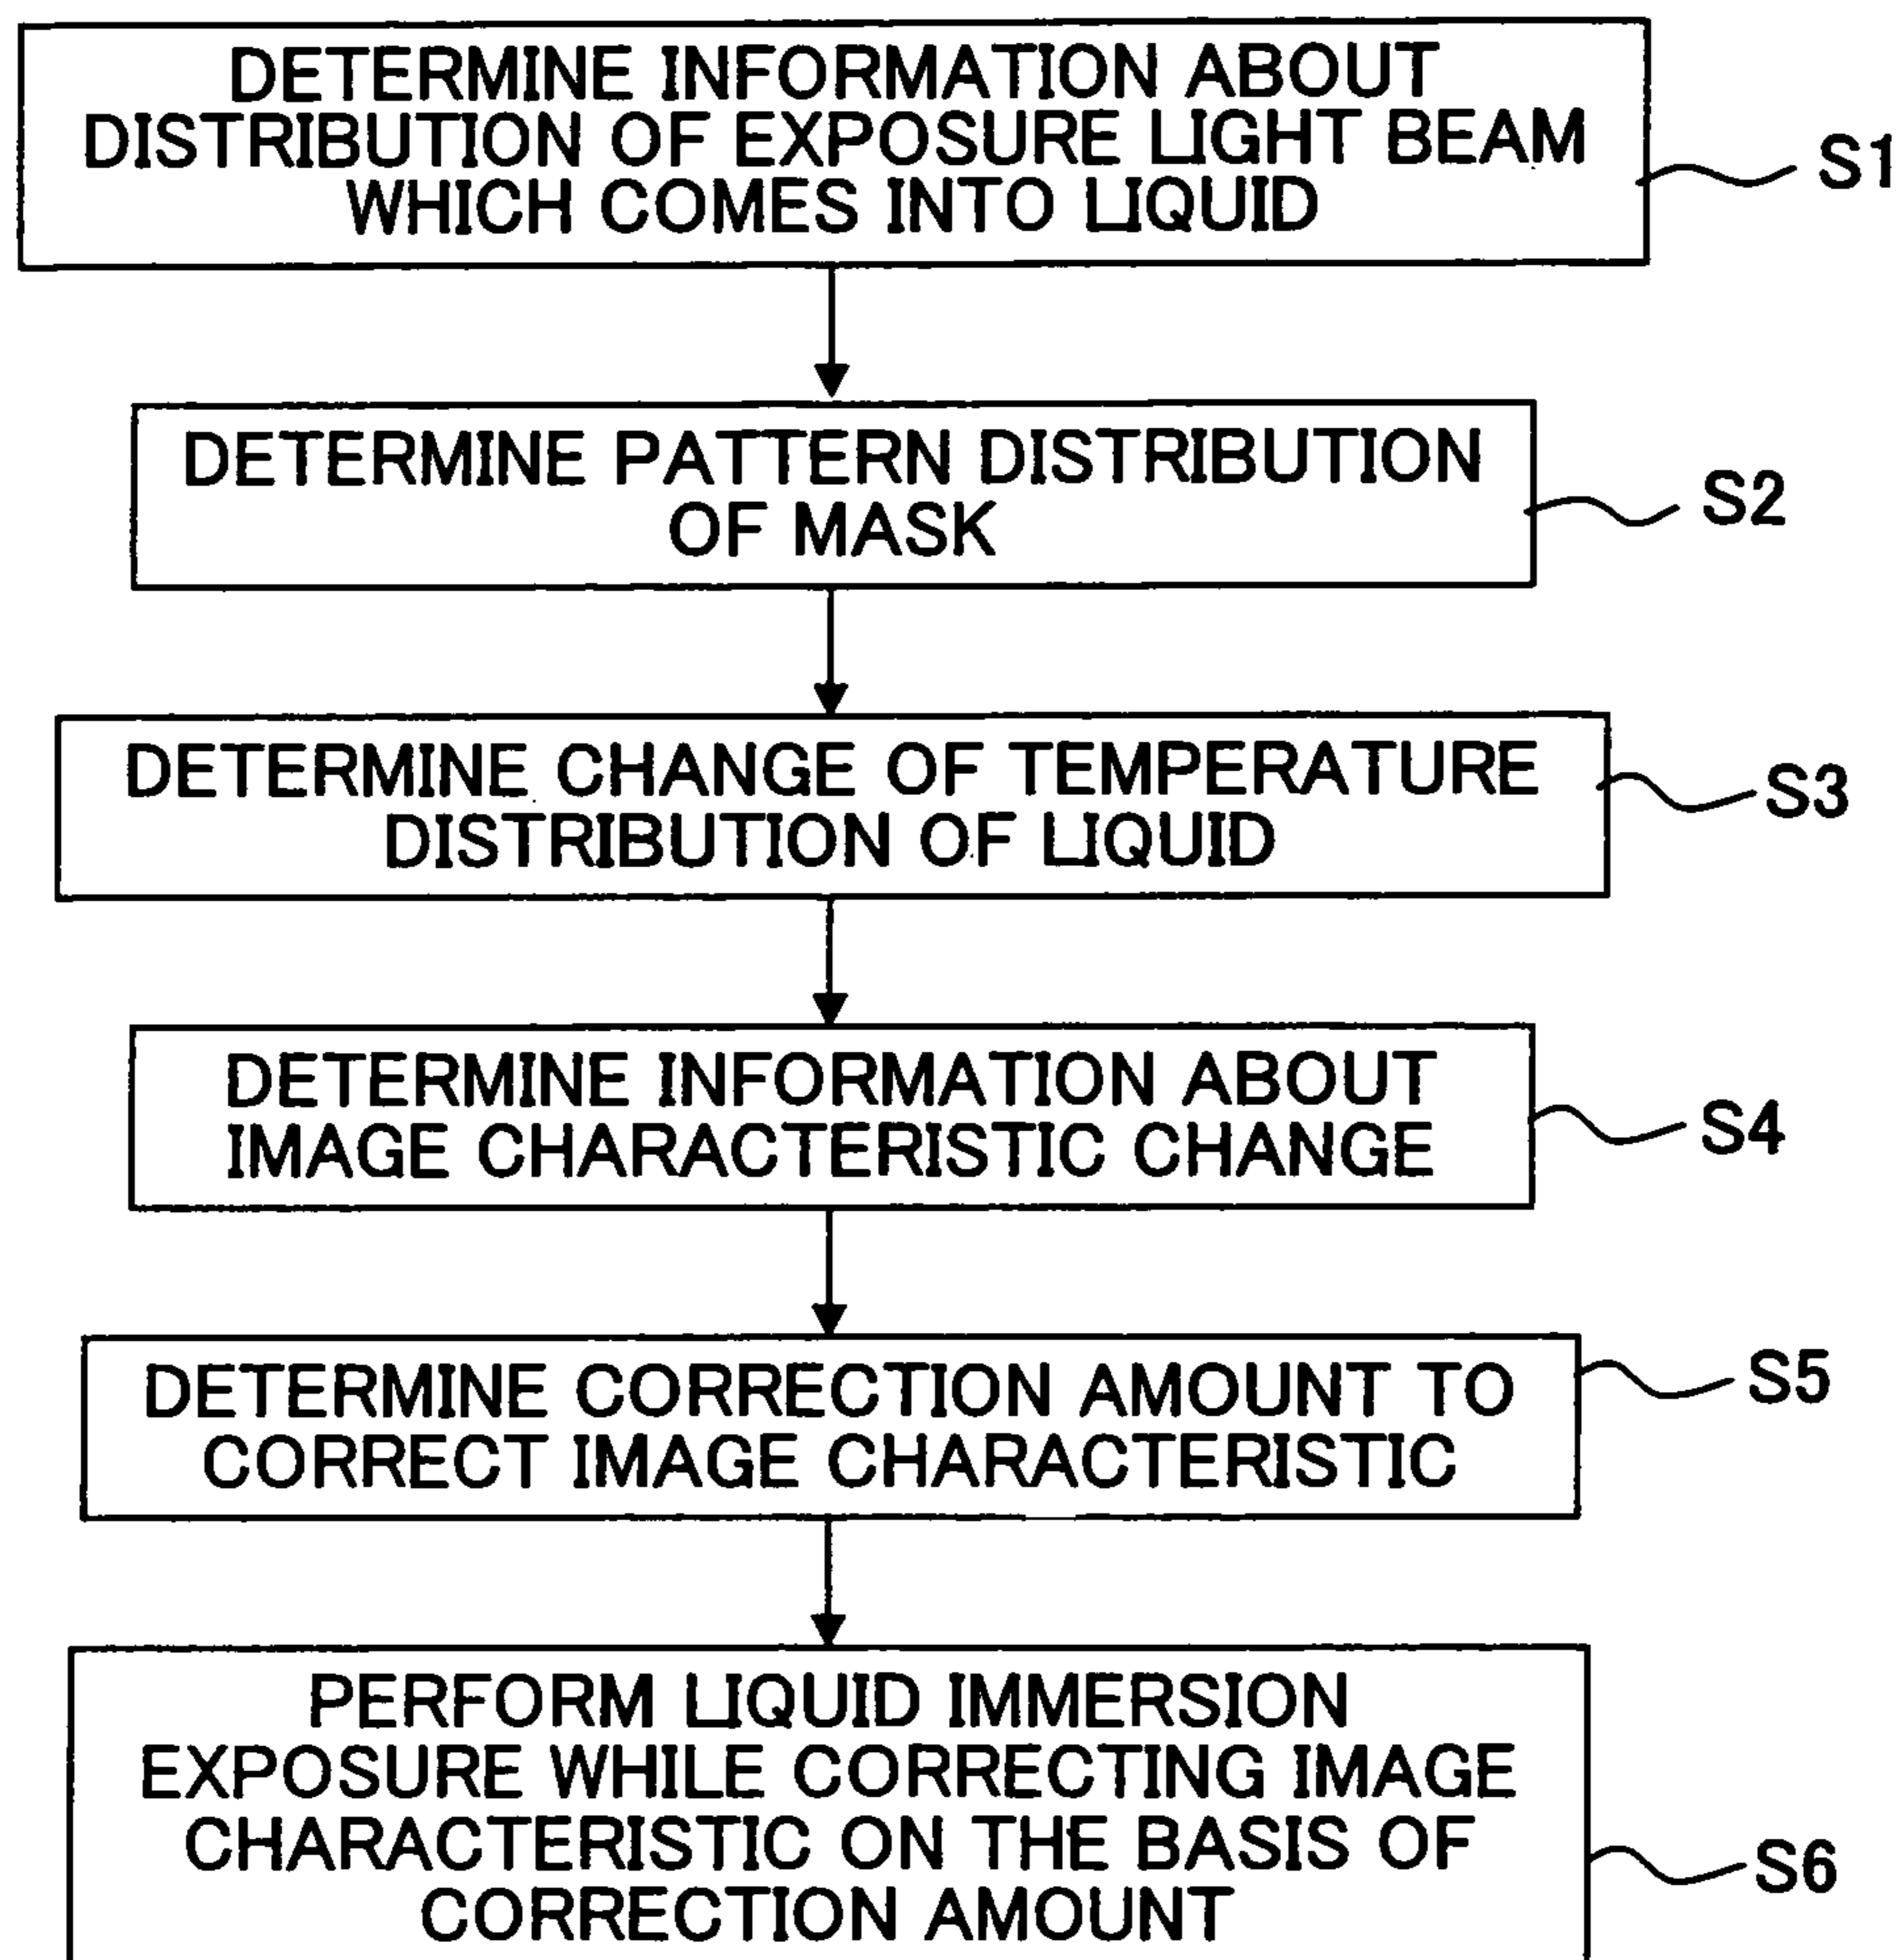 DETERMINE INFORMATION ABOUT
DISTRIBUTION OF EXPOSURE LIGHT BEAM
WHICH COMES INTO LIQUID
S1
DETERMINE PATTERN DISTRIBUTION
OF MASK
S2
DETERMINE CHANGE OF TEMPERATURE
DISTRIBUTION OF LIQUID
S3
DETERMINE INFORMATION ABOUT
IMAGE CHARACTERISTIC CHANGE
S4
DETERMINE CORRECTION AMOUNT TO
CORRECT IMAGE CHARACTERISTIC
S5
PERFORM LIQUID IMMERSION
EXPOSURE WHILE CORRECTING IMAGE
CHARACTERISTIC ON THE BASIS OF
CORRECTION AMOUNT
S6